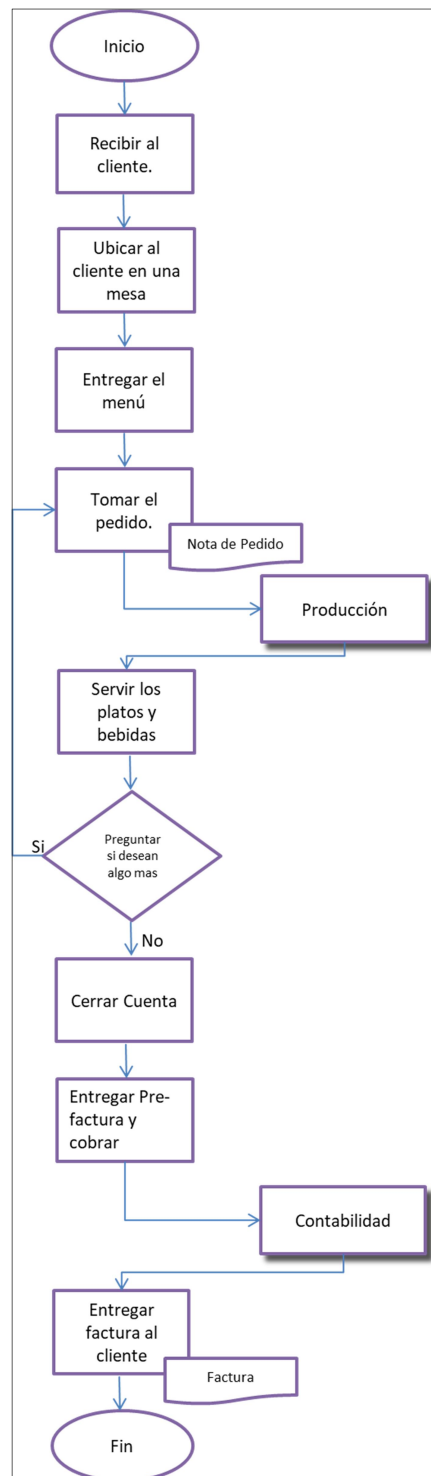 Inicio
Recibir al
cliente.
Ubicar al
cliente en una
mesa
Entregar el
menú
Tomar el
pedido.
Nota de Pedido
Producción
Servir los
platos y
bebidas
Preguntar
si desean
algo mas
Si
No
Cerrar Cuenta
Entregar Pre-
factura y
cobrar
Contabilidad
Entregar
factura al
cliente
Factura
Fin